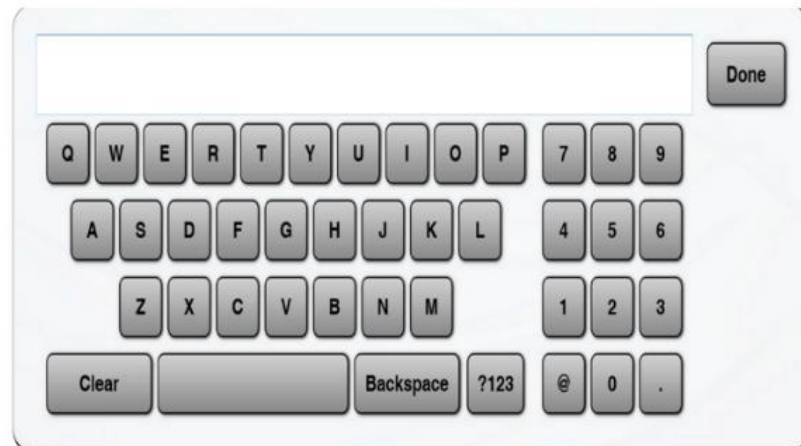 Done
Q W E R T Y U I O P 7 8 9
A S D F G H J K L 4 5 6
Z X C V B N M 1 2 3
Clear Backspace ?123 @ 0 .